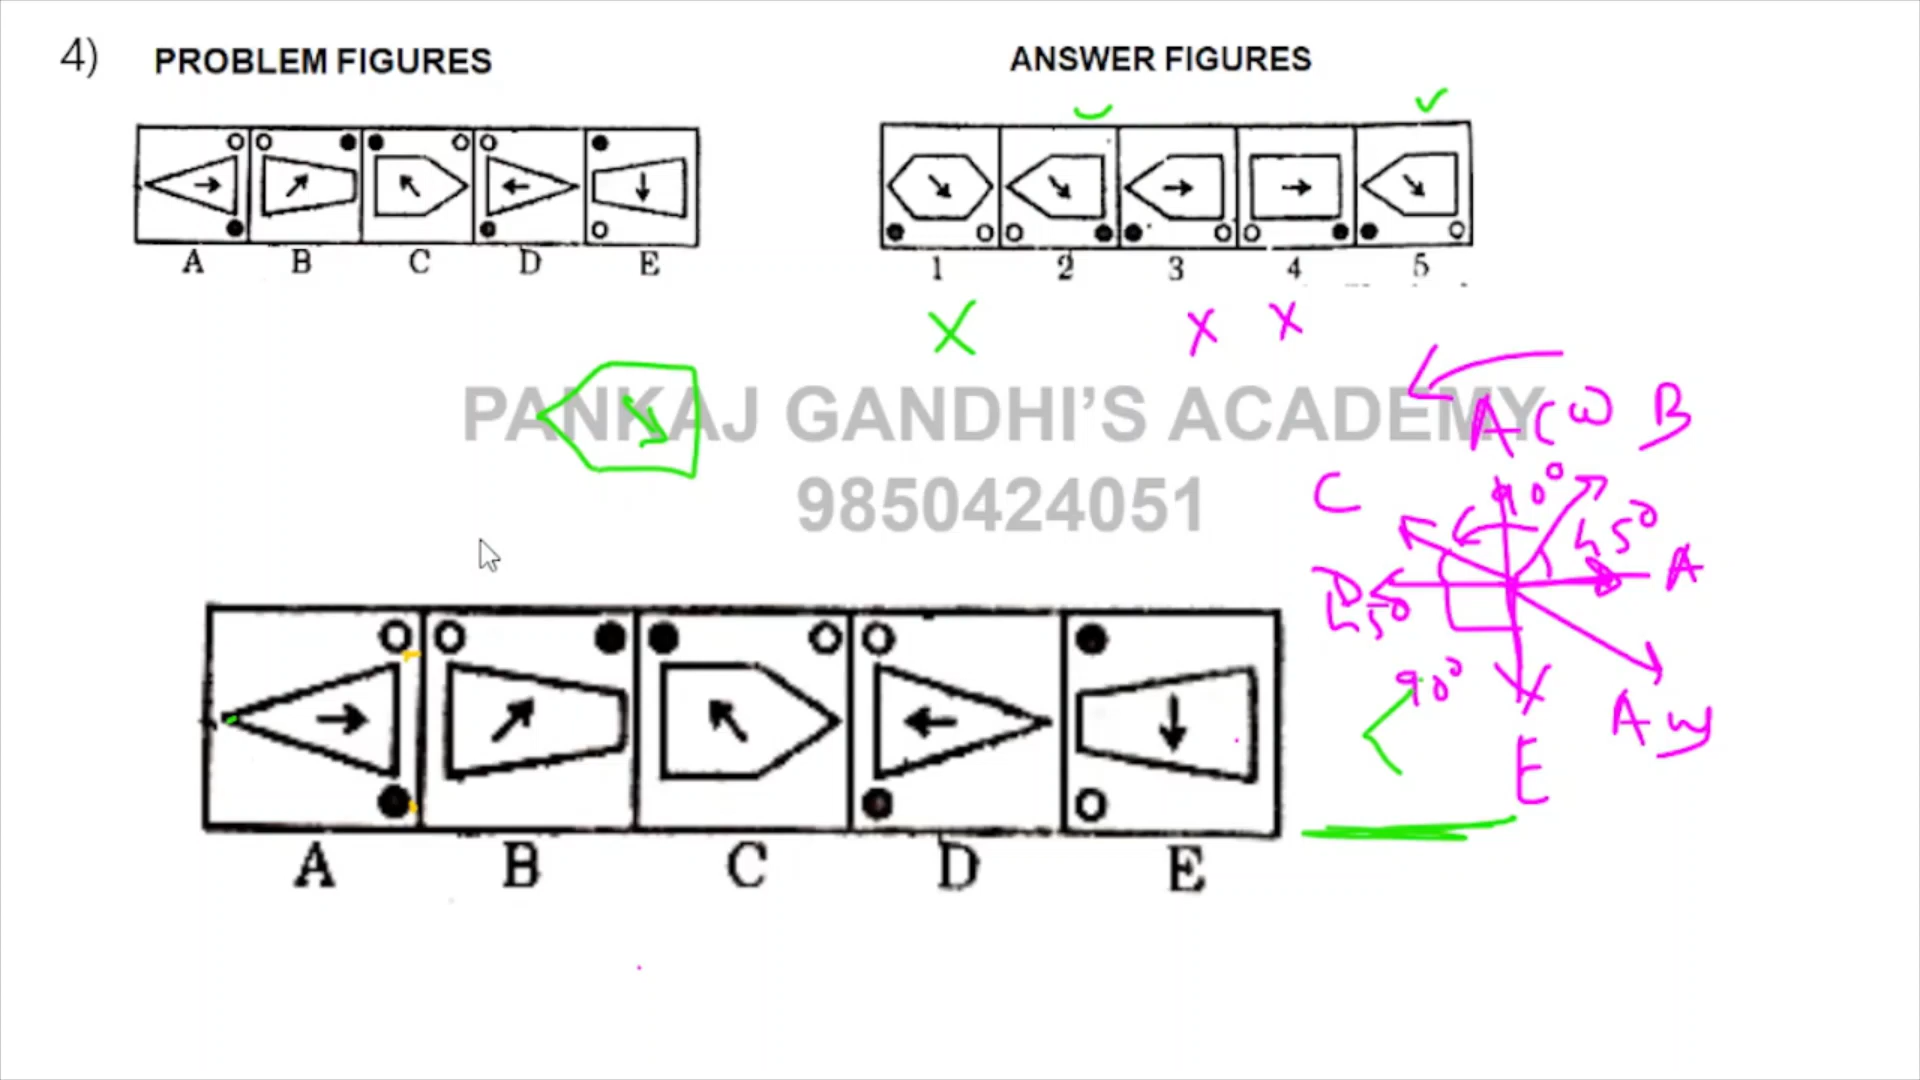 4) PROBLEM FIGURES ANSWER FIGURES
A B C D E 1 2 3 4 5
X X X
PANKAJ GANDHI'S ACADEMY
9850424051
ACW B
C 90° 45° A
D 45°
90° E
A B C D E